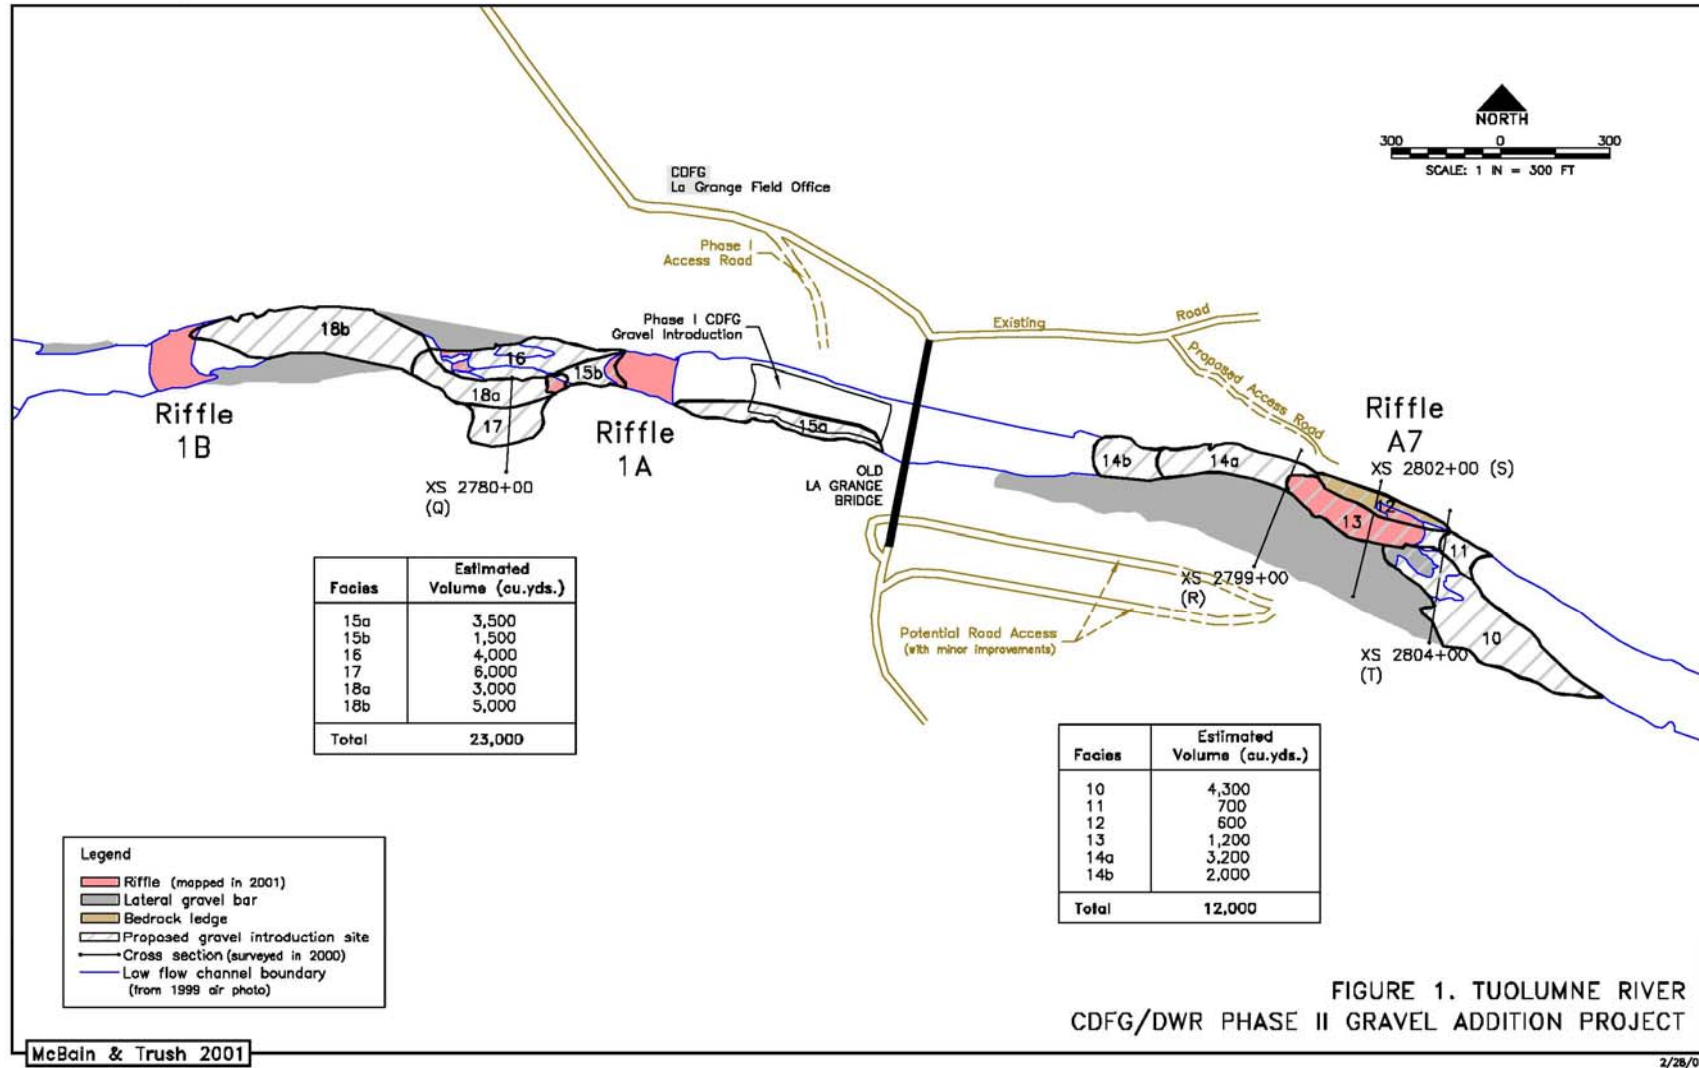 NORTH
300 0 300
SCALE: 1 IN = 300 FT
CDFG
La Grange Field Office
Phase I
Access Road
Phase I CDFG
Gravel Introduction
Existing
Road
Proposed Access Road
Riffle
A7
XS 2802+00 (S)
18b
16
15b
18a
17
15a
14b
14a
12
13
11
10
Riffle
1B
Riffle
1A
XS 2780+00
(Q)
OLD
LA GRANGE
BRIDGE
XS 2799+00
(R)
Potential Road Access
(with minor improvements)
XS 2804+00
(T)
Facies Estimated Volume (cu.yds.)
15a 3,500
15b 1,500
16 4,000
17 6,000
18a 3,000
18b 5,000
Total 23,000
Facies Estimated Volume (cu.yds.)
10 4,300
11 700
12 600
13 1,200
14a 3,200
14b 2,000
Total 12,000
Legend
Riffle (mapped in 2001)
Lateral gravel bar
Bedrock ledge
Proposed gravel introduction site
Cross section (surveyed in 2000)
Low flow channel boundary
(from 1999 air photo)
FIGURE 1. TUOLUMNE RIVER
CDFG/DWR PHASE II GRAVEL ADDITION PROJECT
McBain & Trush 2001
2/28/0